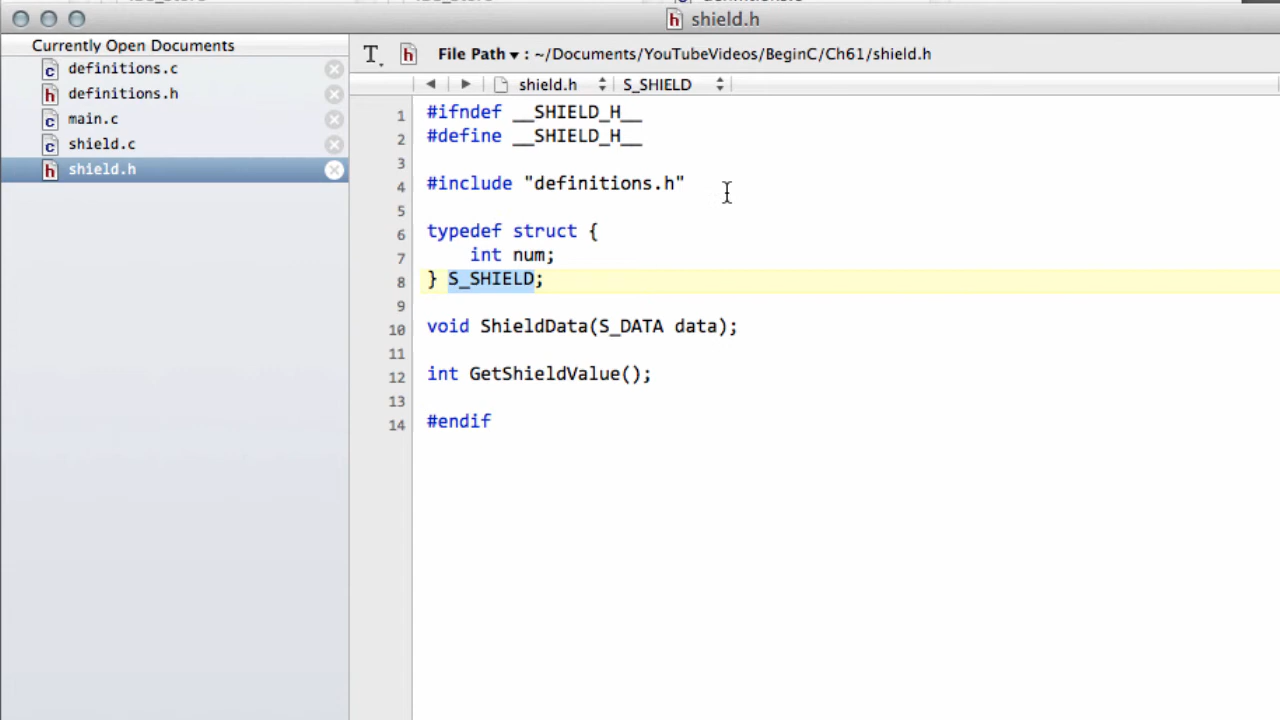 shield.h
Currently Open Documents
definitions.c
definitions.h
main.c
shield.c
shield.h
File Path ▾ : ~/Documents/YouTubeVideos/BeginC/Ch61/shield.h
shield.h S_SHIELD
1 #ifndef __SHIELD_H__
2 #define __SHIELD_H__
3
4 #include "definitions.h"
5
6 typedef struct {
7 int num;
8 } S_SHIELD;
9
10 void ShieldData(S_DATA data);
11
12 int GetShieldValue();
13
14 #endif